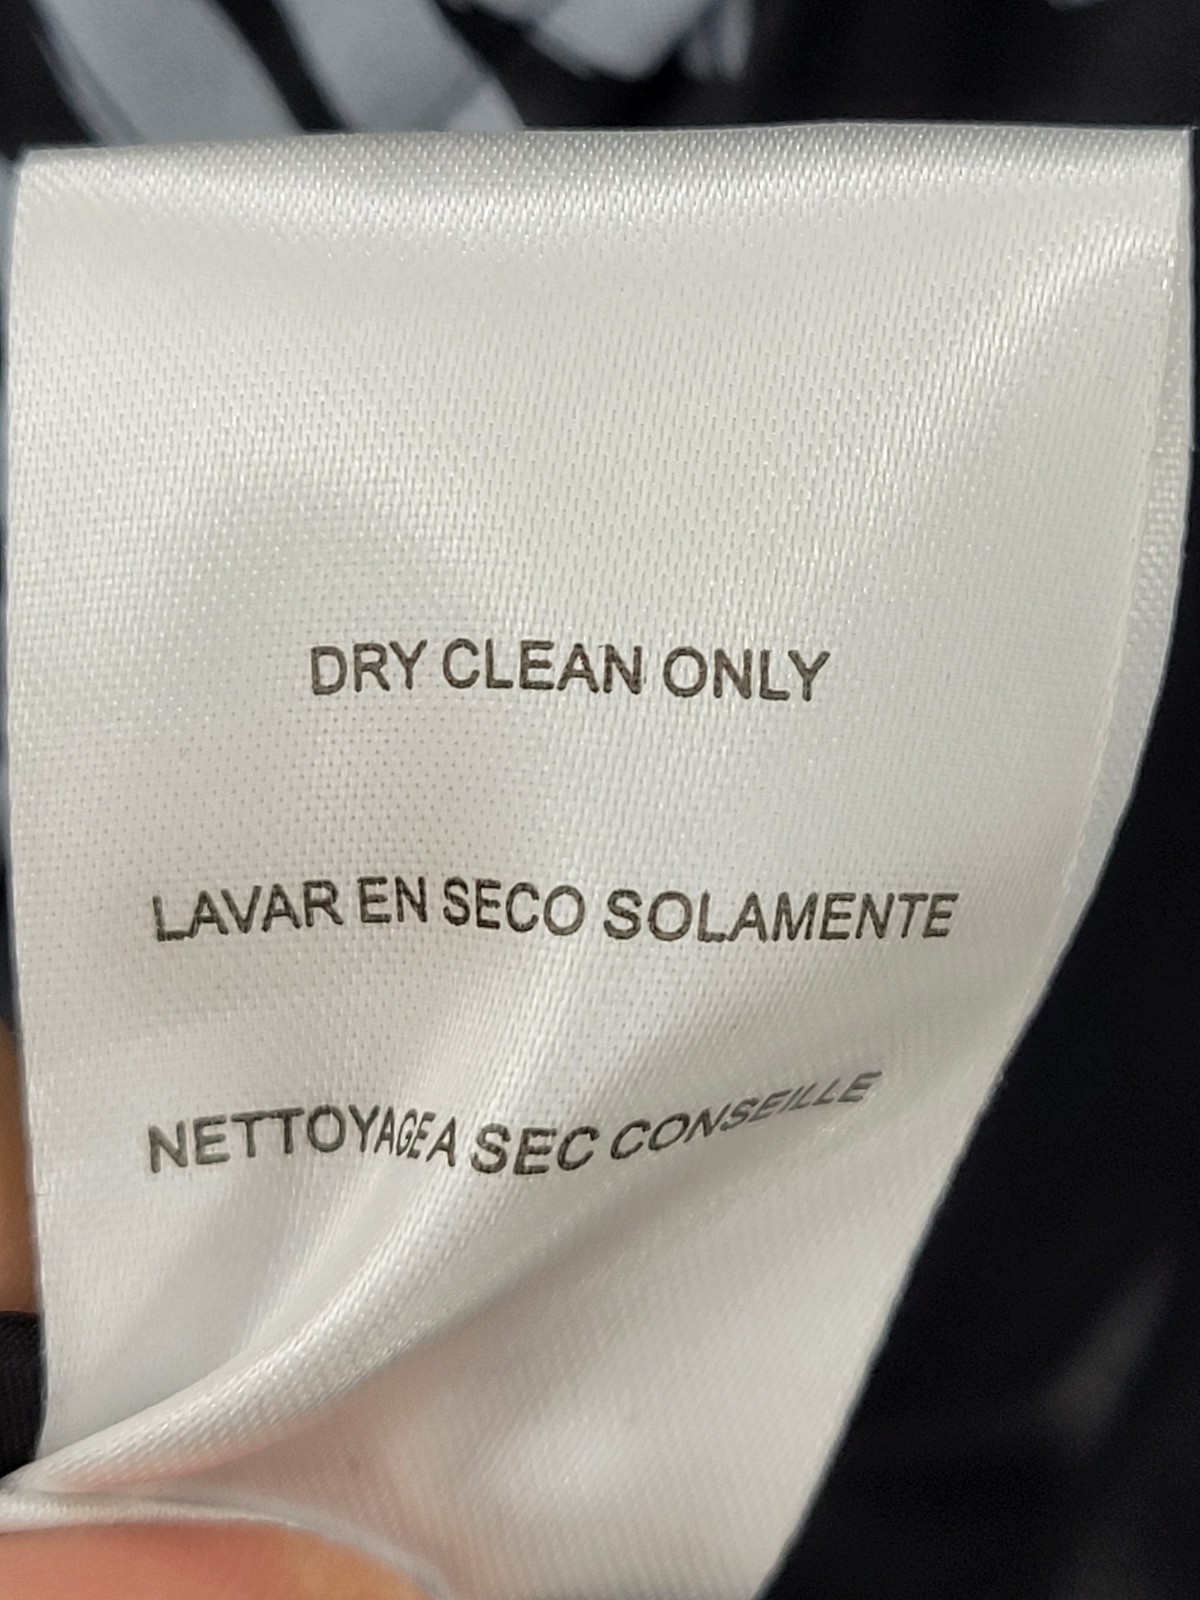 DRY CLEAN ONLY
LAVAR EN SECO SOLAMENTE
NETTOYAGE A SEC CONSEILLE